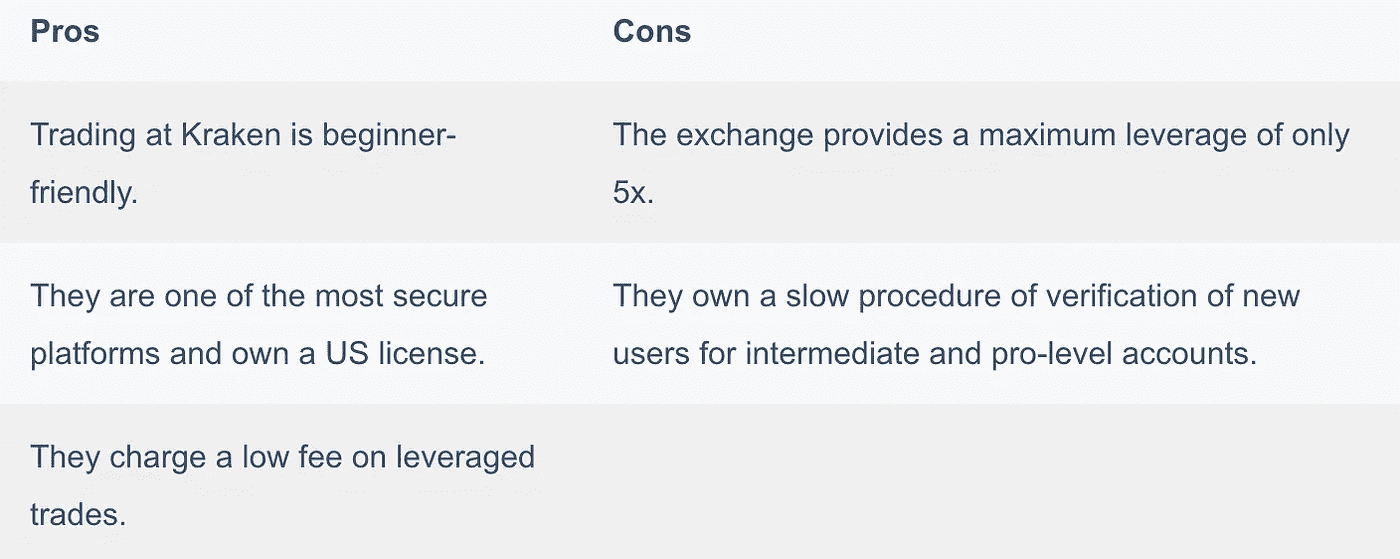 Pros
Cons
Trading at Kraken is beginner-
friendly.
The exchange provides a maximum leverage of only
5x.
They are one of the most secure
platforms and own a US license.
They own a slow procedure of verification of new
users for intermediate and pro-level accounts.
They charge a low fee on leveraged
trades.